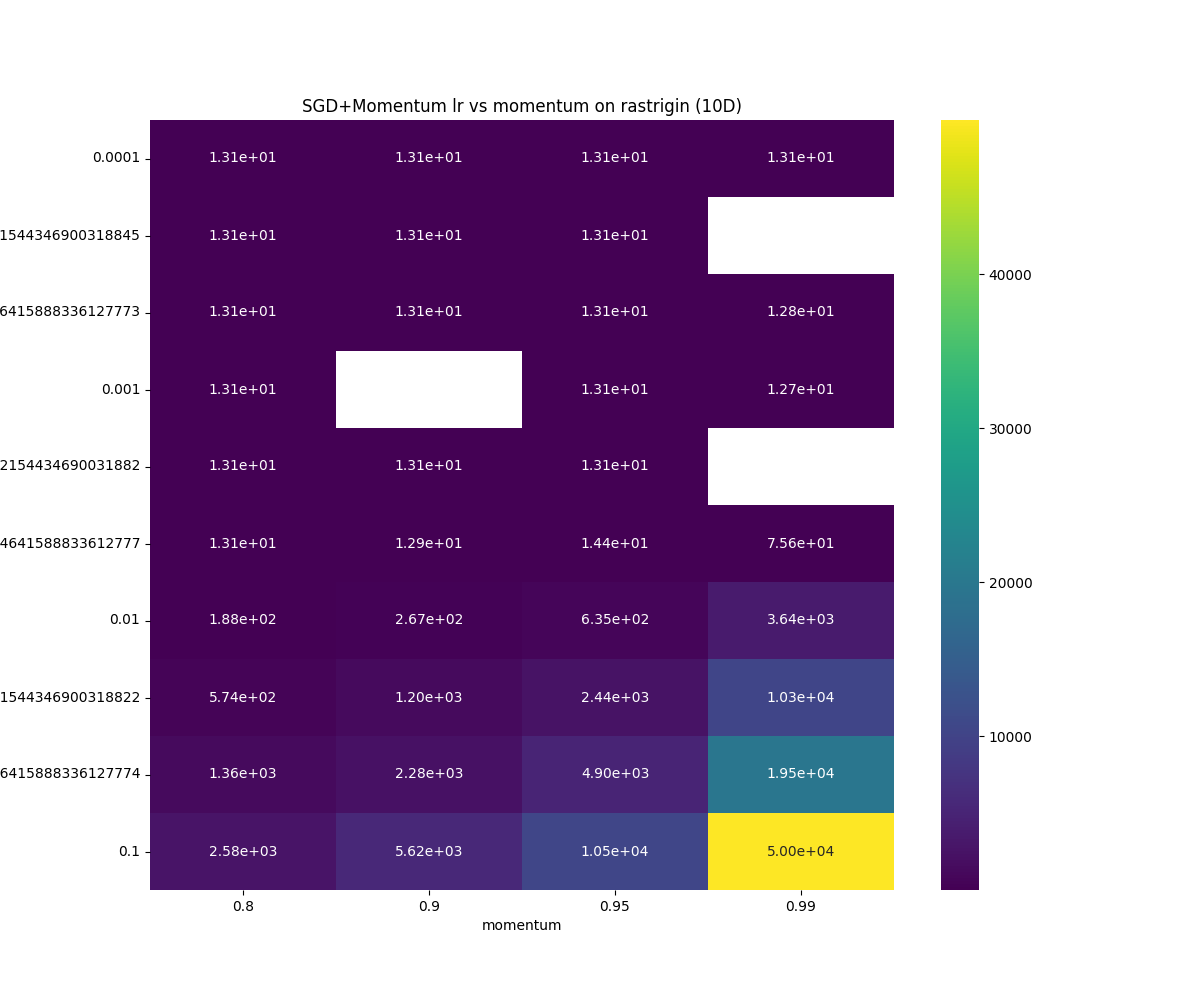 SGD+Momentum lr vs momentum on rastrigin (10D)
0.0001 1.31e+01 1.31e+01 1.31e+01 1.31e+01
1544346900318845 1.31e+01 1.31e+01 1.31e+01
6415888336127773 1.31e+01 1.31e+01 1.31e+01 1.28e+01
0.001 1.31e+01 1.31e+01 1.27e+01
2154434690031882 1.31e+01 1.31e+01 1.31e+01
4641588833612777 1.31e+01 1.29e+01 1.44e+01 7.56e+01
0.01 1.88e+02 2.67e+02 6.35e+02 3.64e+03
1544346900318822 5.74e+02 1.20e+03 2.44e+03 1.03e+04
6415888336127774 1.36e+03 2.28e+03 4.90e+03 1.95e+04
0.1 2.58e+03 5.62e+03 1.05e+04 5.00e+04
0.8 0.9 0.95 0.99
momentum
40000
30000
20000
10000